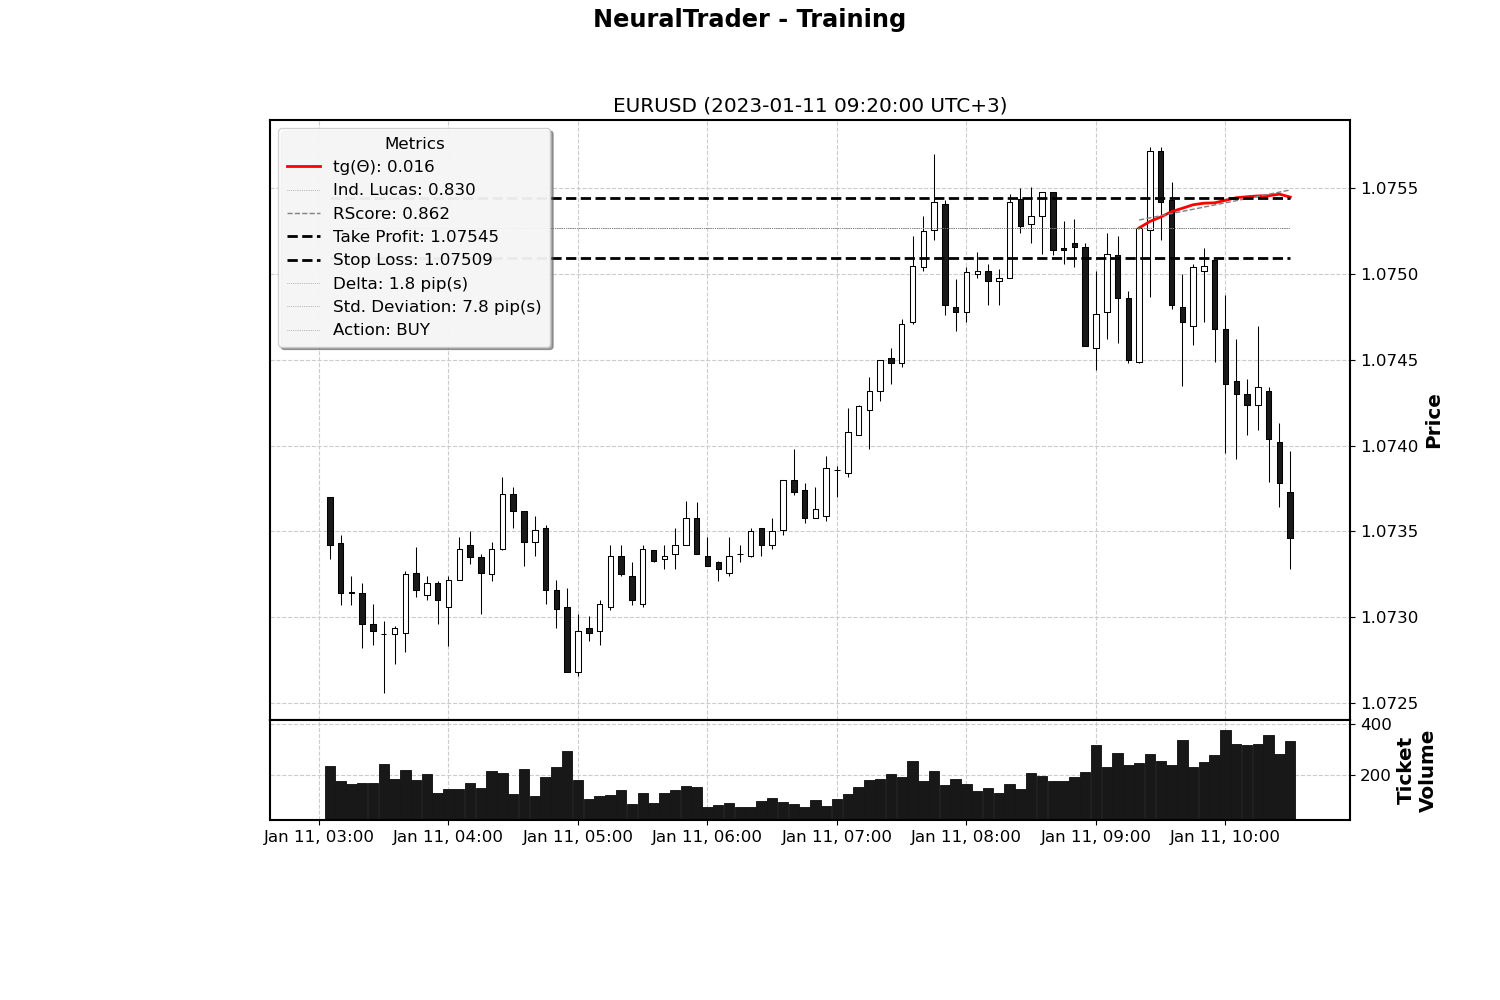 NeuralTrader - Training
EURUSD (2023-01-11 09:20:00 UTC+3)
Metrics
tg(Θ): 0.016
Ind. Lucas: 0.830
RScore: 0.862
Take Profit: 1.07545
Stop Loss: 1.07509
Delta: 1.8 pip(s)
Std. Deviation: 7.8 pip(s)
Action: BUY
1.0755
1.0750
1.0745
1.0740
1.0735
1.0730
1.0725
Price
400
200
Ticket
Volume
Jan 11, 03:00
Jan 11, 04:00
Jan 11, 05:00
Jan 11, 06:00
Jan 11, 07:00
Jan 11, 08:00
Jan 11, 09:00
Jan 11, 10:00